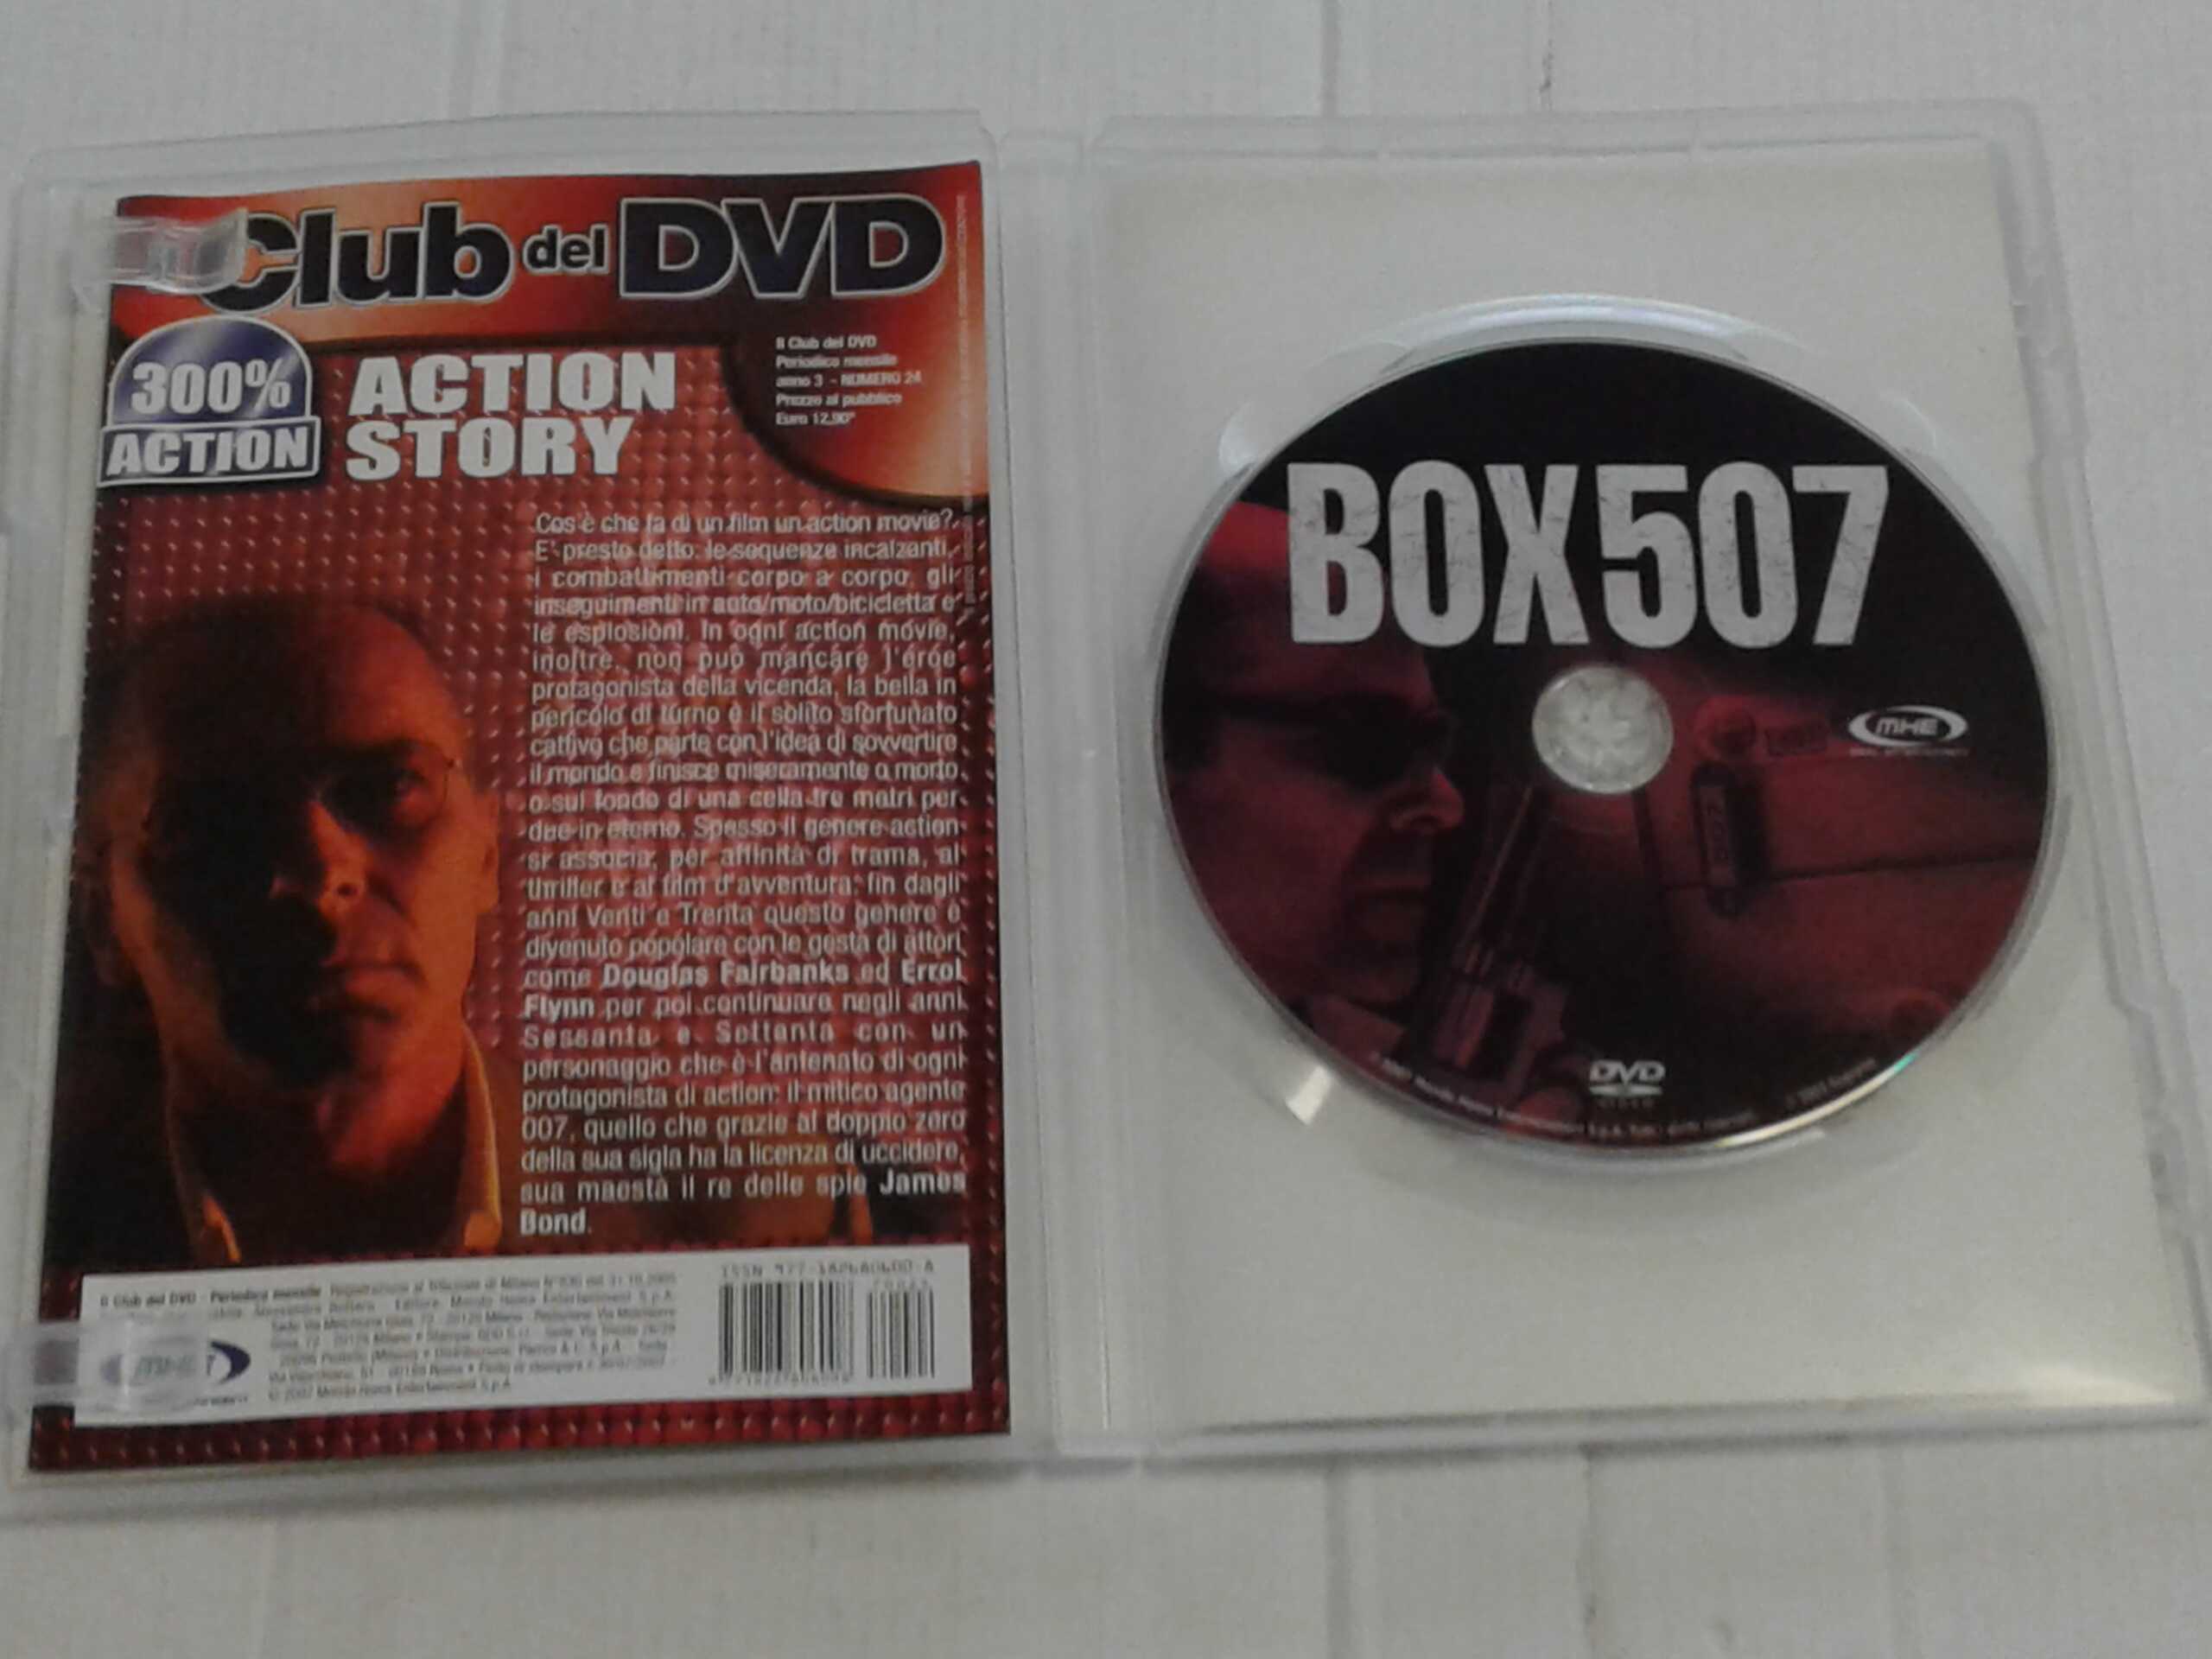 Club del DVD
300%
ACTION
ACTION
STORY
Il Club del DVD
Periodico mensile
anno 3 - NUMERO 24
Prezzo al pubblico
Euro 12,90*
Cos'è che fa di un film un action movie?
E' presto detto: le sequenze incalzanti,
i combattimenti corpo a corpo, gli
inseguimenti in auto/moto/bicicletta e
le esplosioni. In ogni action movie,
inoltre, non può mancare l'eroe
protagonista della vicenda, la bella in
pericolo di turno e il solito sfortunato
cattivo che parte con l'idea di sovvertire
il mondo e finisce miseramente o morto
o sul fondo di una cella tre metri per
due in eterno. Spesso il genere action
si associa, per affinità di trama, al
thriller e al film d'avventura: fin dagli
anni Venti e Trenta questo genere è
divenuto popolare con le gesta di attori
come Douglas Fairbanks ed Errol
Flynn per poi continuare negli anni
Sessanta e Settanta con un
personaggio che è l'antenato di ogni
protagonista di action: il mitico agente
007, quello che grazie al doppio zero
della sua sigla ha la licenza di uccidere,
sua maestà il re delle spie James
Bond.
Il Club del DVD - Periodico mensile
© 2007 Mondo Home Entertainment S.p.A.
ISSN 977-
BOX507
MHE
DVD
VIDEO